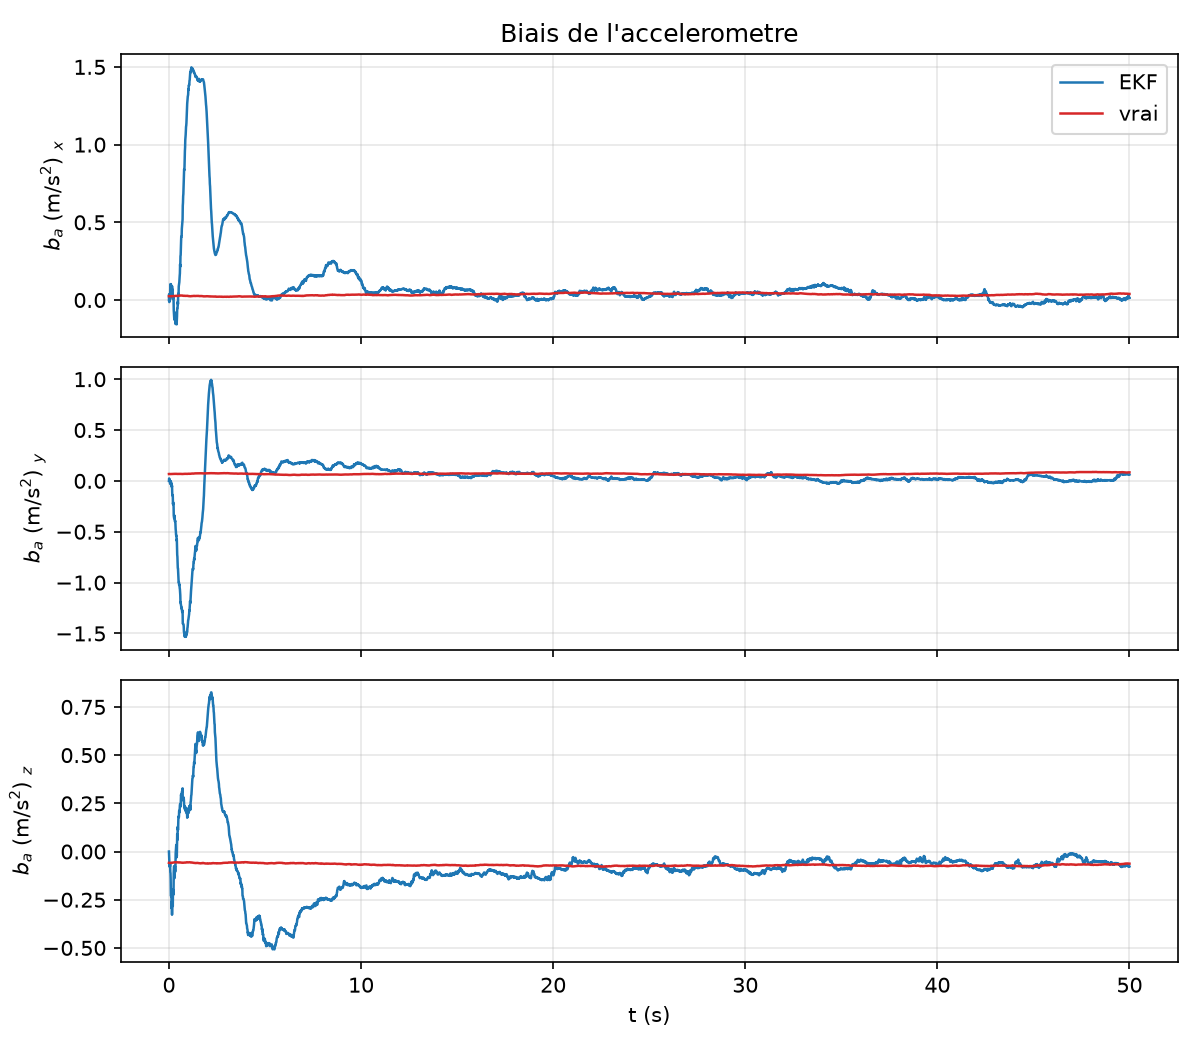 Biais de l'accelerometre
EKF
vrai
1.5
1.0
0.5
0.0
b_a (m/s²) x
1.0
0.5
0.0
−0.5
−1.0
−1.5
b_a (m/s²) y
0.75
0.50
0.25
0.00
−0.25
−0.50
b_a (m/s²) z
0 10 20 30 40 50
t (s)